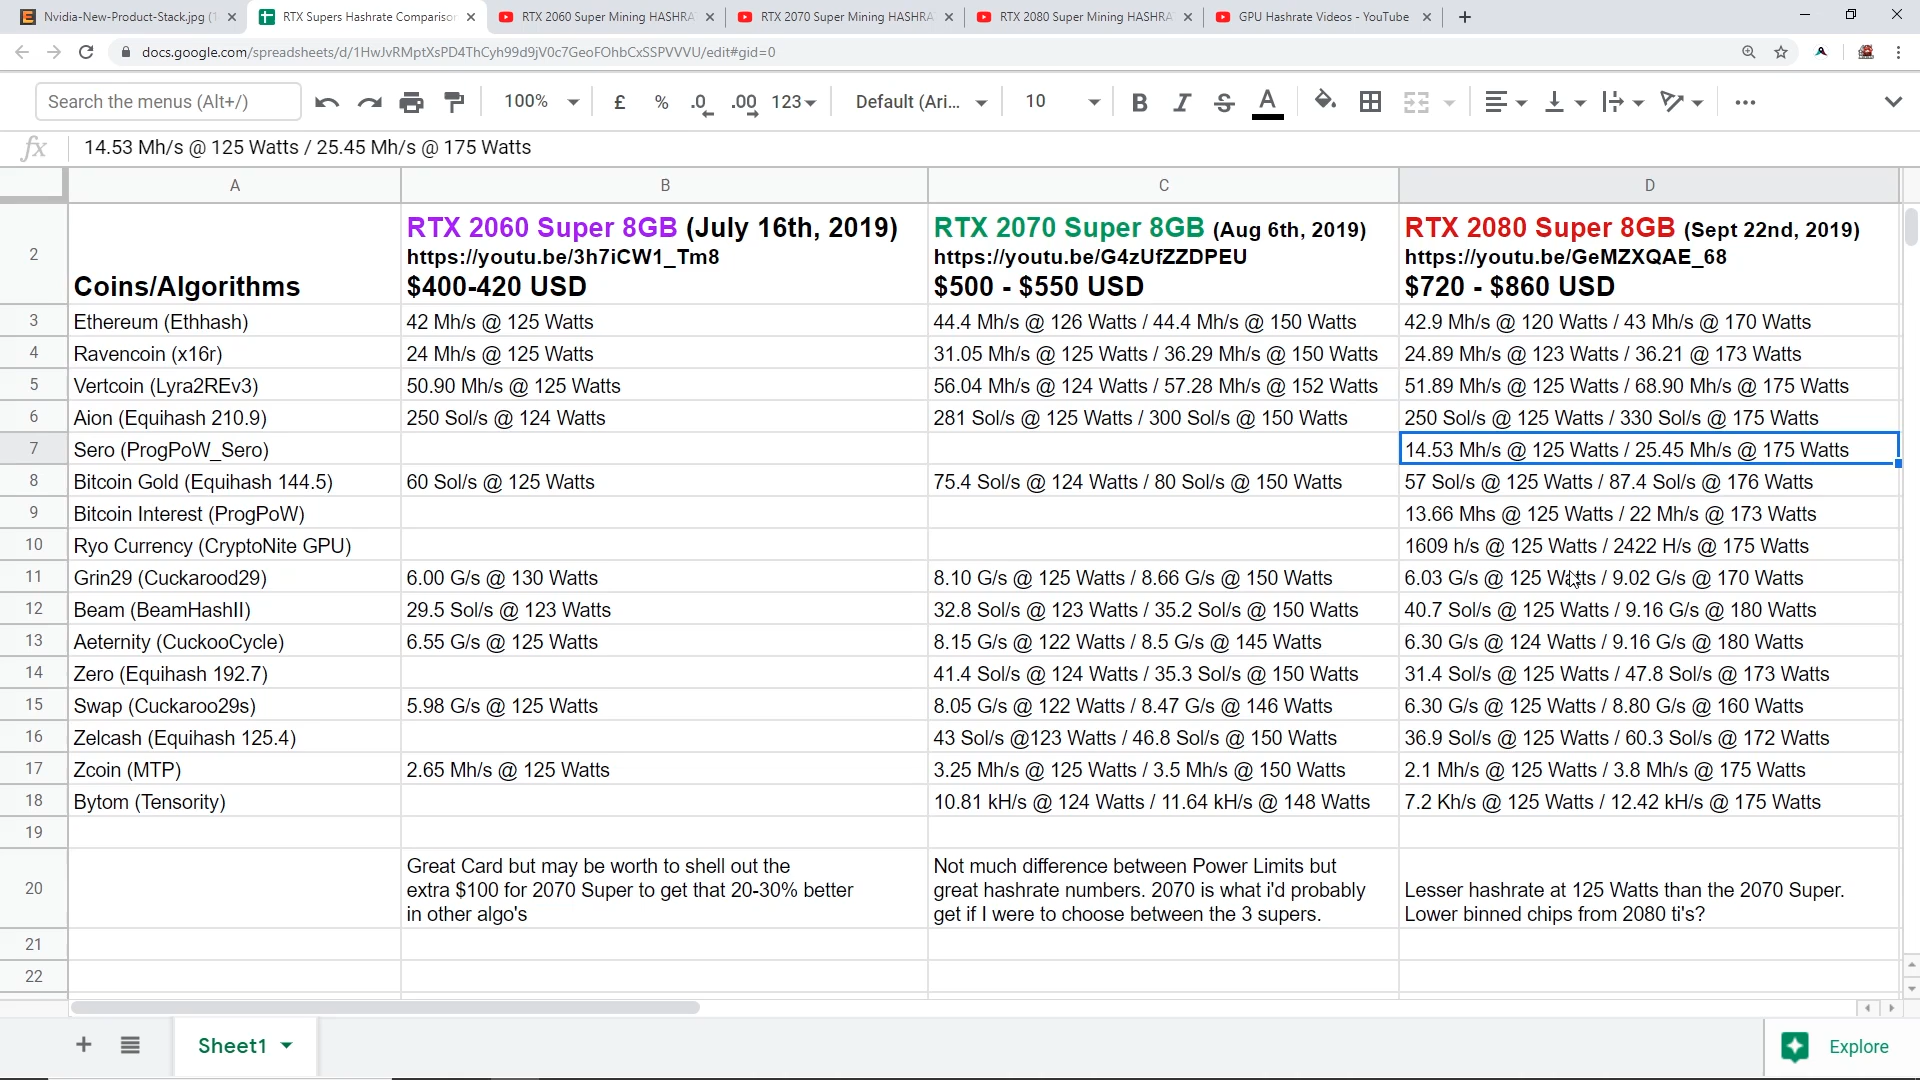 Nvidia-New-Product-Stack.jpg (1
RTX Supers Hashrate Comparison
RTX 2060 Super Mining HASHRA
RTX 2070 Super Mining HASHRA
RTX 2080 Super Mining HASHRA
GPU Hashrate Videos - YouTube
docs.google.com/spreadsheets/d/1HwJvRMptXsPD4ThCyh99d9jV0c7GeoFOhbCxSSPVVVU/edit#gid=0
Search the menus (Alt+/)
100%
£ % .0 .00 123
Default (Ari...
10
B I S A
fx 14.53 Mh/s @ 125 Watts / 25.45 Mh/s @ 175 Watts
A B C D
2
Coins/Algorithms
RTX 2060 Super 8GB (July 16th, 2019)
https://youtu.be/3h7iCW1_Tm8
$400-420 USD
RTX 2070 Super 8GB (Aug 6th, 2019)
https://youtu.be/G4zUfZZDPEU
$500 - $550 USD
RTX 2080 Super 8GB (Sept 22nd, 2019)
https://youtu.be/GeMZXQAE_68
$720 - $860 USD
3 Ethereum (Ethhash) 42 Mh/s @ 125 Watts 44.4 Mh/s @ 126 Watts / 44.4 Mh/s @ 150 Watts 42.9 Mh/s @ 120 Watts / 43 Mh/s @ 170 Watts
4 Ravencoin (x16r) 24 Mh/s @ 125 Watts 31.05 Mh/s @ 125 Watts / 36.29 Mh/s @ 150 Watts 24.89 Mh/s @ 123 Watts / 36.21 @ 173 Watts
5 Vertcoin (Lyra2REv3) 50.90 Mh/s @ 125 Watts 56.04 Mh/s @ 124 Watts / 57.28 Mh/s @ 152 Watts 51.89 Mh/s @ 125 Watts / 68.90 Mh/s @ 175 Watts
6 Aion (Equihash 210.9) 250 Sol/s @ 124 Watts 281 Sol/s @ 125 Watts / 300 Sol/s @ 150 Watts 250 Sol/s @ 125 Watts / 330 Sol/s @ 175 Watts
7 Sero (ProgPoW_Sero) 14.53 Mh/s @ 125 Watts / 25.45 Mh/s @ 175 Watts
8 Bitcoin Gold (Equihash 144.5) 60 Sol/s @ 125 Watts 75.4 Sol/s @ 124 Watts / 80 Sol/s @ 150 Watts 57 Sol/s @ 125 Watts / 87.4 Sol/s @ 176 Watts
9 Bitcoin Interest (ProgPoW) 13.66 Mhs @ 125 Watts / 22 Mh/s @ 173 Watts
10 Ryo Currency (CryptoNite GPU) 1609 h/s @ 125 Watts / 2422 H/s @ 175 Watts
11 Grin29 (Cuckarood29) 6.00 G/s @ 130 Watts 8.10 G/s @ 125 Watts / 8.66 G/s @ 150 Watts 6.03 G/s @ 125 Watts / 9.02 G/s @ 170 Watts
12 Beam (BeamHashII) 29.5 Sol/s @ 123 Watts 32.8 Sol/s @ 123 Watts / 35.2 Sol/s @ 150 Watts 40.7 Sol/s @ 125 Watts / 9.16 G/s @ 180 Watts
13 Aeternity (CuckooCycle) 6.55 G/s @ 125 Watts 8.15 G/s @ 122 Watts / 8.5 G/s @ 145 Watts 6.30 G/s @ 124 Watts / 9.16 G/s @ 180 Watts
14 Zero (Equihash 192.7) 41.4 Sol/s @ 124 Watts / 35.3 Sol/s @ 150 Watts 31.4 Sol/s @ 125 Watts / 47.8 Sol/s @ 173 Watts
15 Swap (Cuckaroo29s) 5.98 G/s @ 125 Watts 8.05 G/s @ 122 Watts / 8.47 G/s @ 146 Watts 6.30 G/s @ 125 Watts / 8.80 G/s @ 160 Watts
16 Zelcash (Equihash 125.4) 43 Sol/s @123 Watts / 46.8 Sol/s @ 150 Watts 36.9 Sol/s @ 125 Watts / 60.3 Sol/s @ 172 Watts
17 Zcoin (MTP) 2.65 Mh/s @ 125 Watts 3.25 Mh/s @ 125 Watts / 3.5 Mh/s @ 150 Watts 2.1 Mh/s @ 125 Watts / 3.8 Mh/s @ 175 Watts
18 Bytom (Tensority) 10.81 kH/s @ 124 Watts / 11.64 kH/s @ 148 Watts 7.2 Kh/s @ 125 Watts / 12.42 kH/s @ 175 Watts
19
20
Great Card but may be worth to shell out the
extra $100 for 2070 Super to get that 20-30% better
in other algo's
Not much difference between Power Limits but
great hashrate numbers. 2070 is what i'd probably
get if I were to choose between the 3 supers.
Lesser hashrate at 125 Watts than the 2070 Super.
Lower binned chips from 2080 ti's?
21
22
Sheet1
Explore